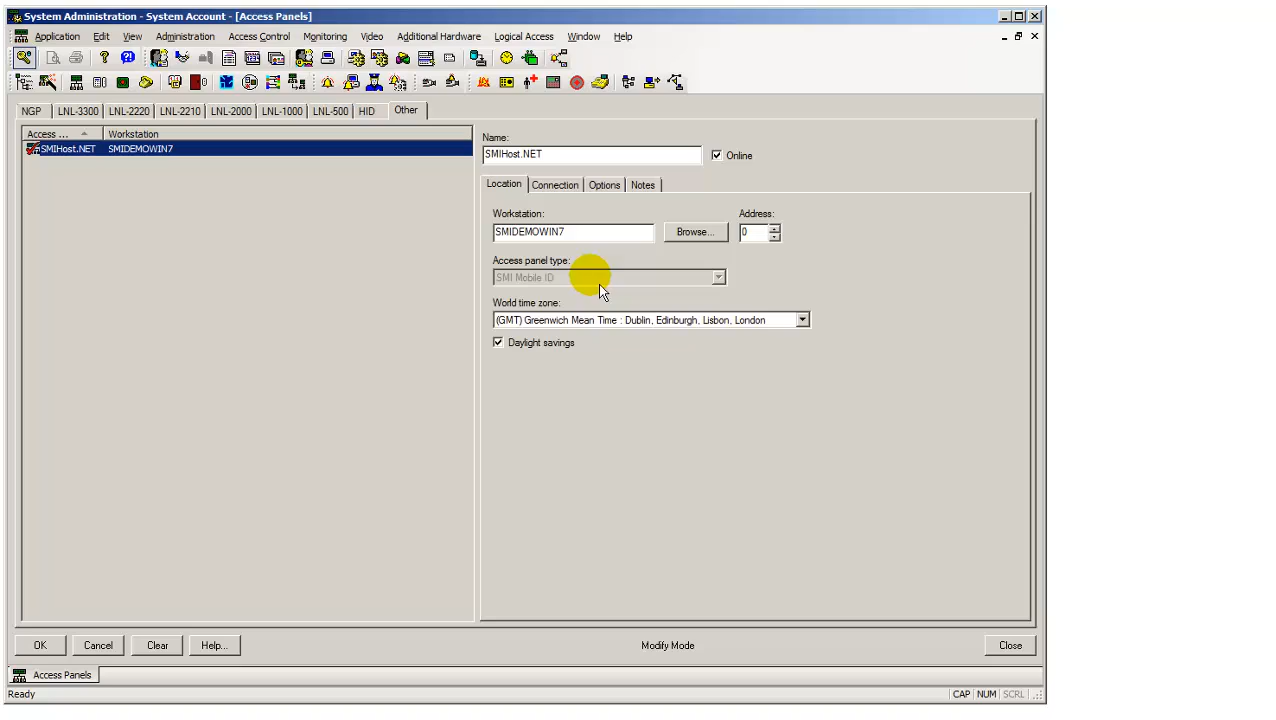 System Administration - System Account - [Access Panels]
Application Edit View Administration Access Control Monitoring Video Additional Hardware Logical Access Window Help
NGP LNL-3300 LNL-2220 LNL-2210 LNL-2000 LNL-1000 LNL-500 HID Other
Access ... Workstation
SMIHost.NET SMIDEMOWIN7
Name:
SMIHost.NET
Online
Location Connection Options Notes
Workstation:
Address:
SMIDEMOWIN7
Browse...
0
Access panel type:
SMI Mobile ID
World time zone:
(GMT) Greenwich Mean Time : Dublin, Edinburgh, Lisbon, London
Daylight savings
OK Cancel Clear Help... Modify Mode Close
Access Panels
Ready CAP NUM SCRL